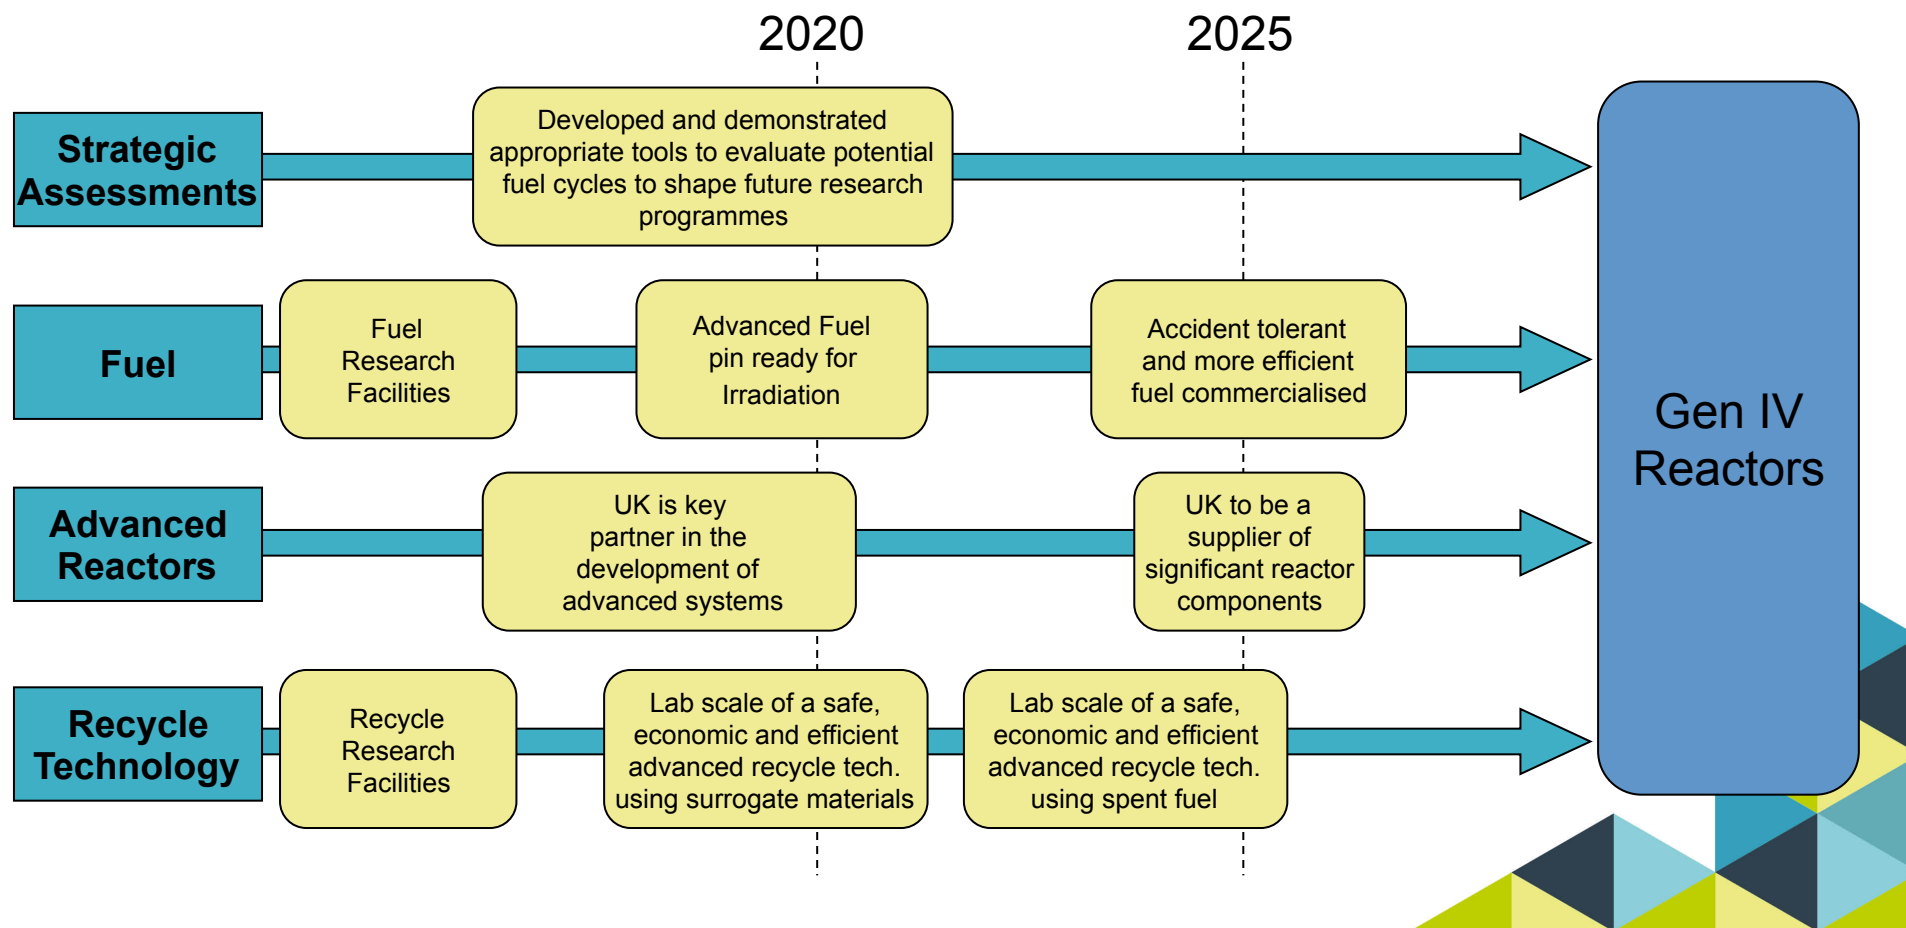 2020
2025
Strategic
Assessments
Developed and demonstrated
appropriate tools to evaluate potential
fuel cycles to shape future research
programmes
Fuel
Fuel
Research
Facilities
Advanced Fuel
pin ready for
Irradiation
Accident tolerant
and more efficient
fuel commercialised
Advanced
Reactors
UK is key
partner in the
development of
advanced systems
UK to be a
supplier of
significant reactor
components
Recycle
Technology
Recycle
Research
Facilities
Lab scale of a safe,
economic and efficient
advanced recycle tech.
using surrogate materials
Lab scale of a safe,
economic and efficient
advanced recycle tech.
using spent fuel
Gen IV
Reactors